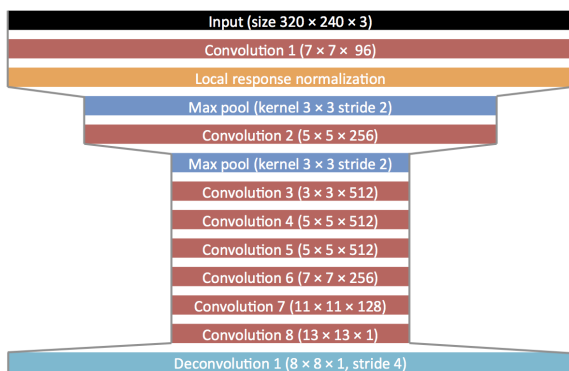 Input (size 320 × 240 × 3)
Convolution 1 (7 × 7 × 96)
Local response normalization
Max pool (kernel 3 × 3 stride 2)
Convolution 2 (5 × 5 × 256)
Max pool (kernel 3 × 3 stride 2)
Convolution 3 (3 × 3 × 512)
Convolution 4 (5 × 5 × 512)
Convolution 5 (5 × 5 × 512)
Convolution 6 (7 × 7 × 256)
Convolution 7 (11 × 11 × 128)
Convolution 8 (13 × 13 × 1)
Deconvolution 1 (8 × 8 × 1, stride 4)